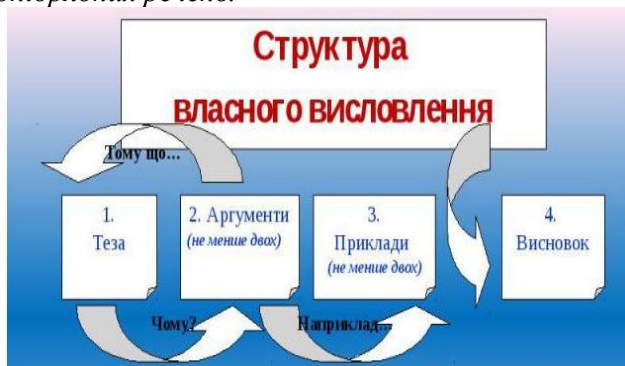 речено.
Структура
власного висловлення
Тому що...
1.
Теза
2. Аргументи
(не менше двох)
3.
Приклади
(не менше двох)
4.
Висновок
Чому?
Наприклад...